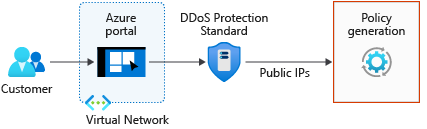 Azure
portal
DDoS Protection
Standard
Policy
generation
Customer
Public IPs
Virtual Network